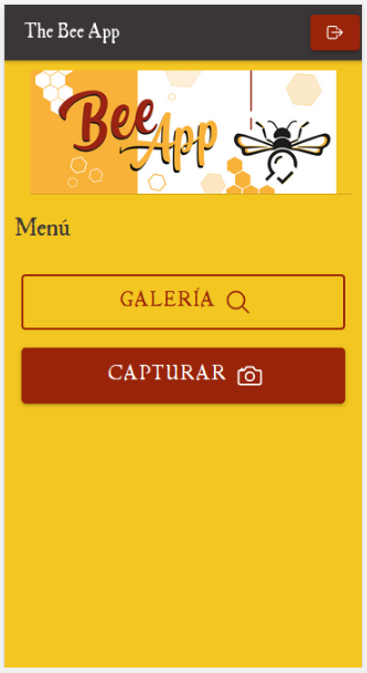 The Bee App
Bee
App
Menú
GALERÍA
CAPTURAR